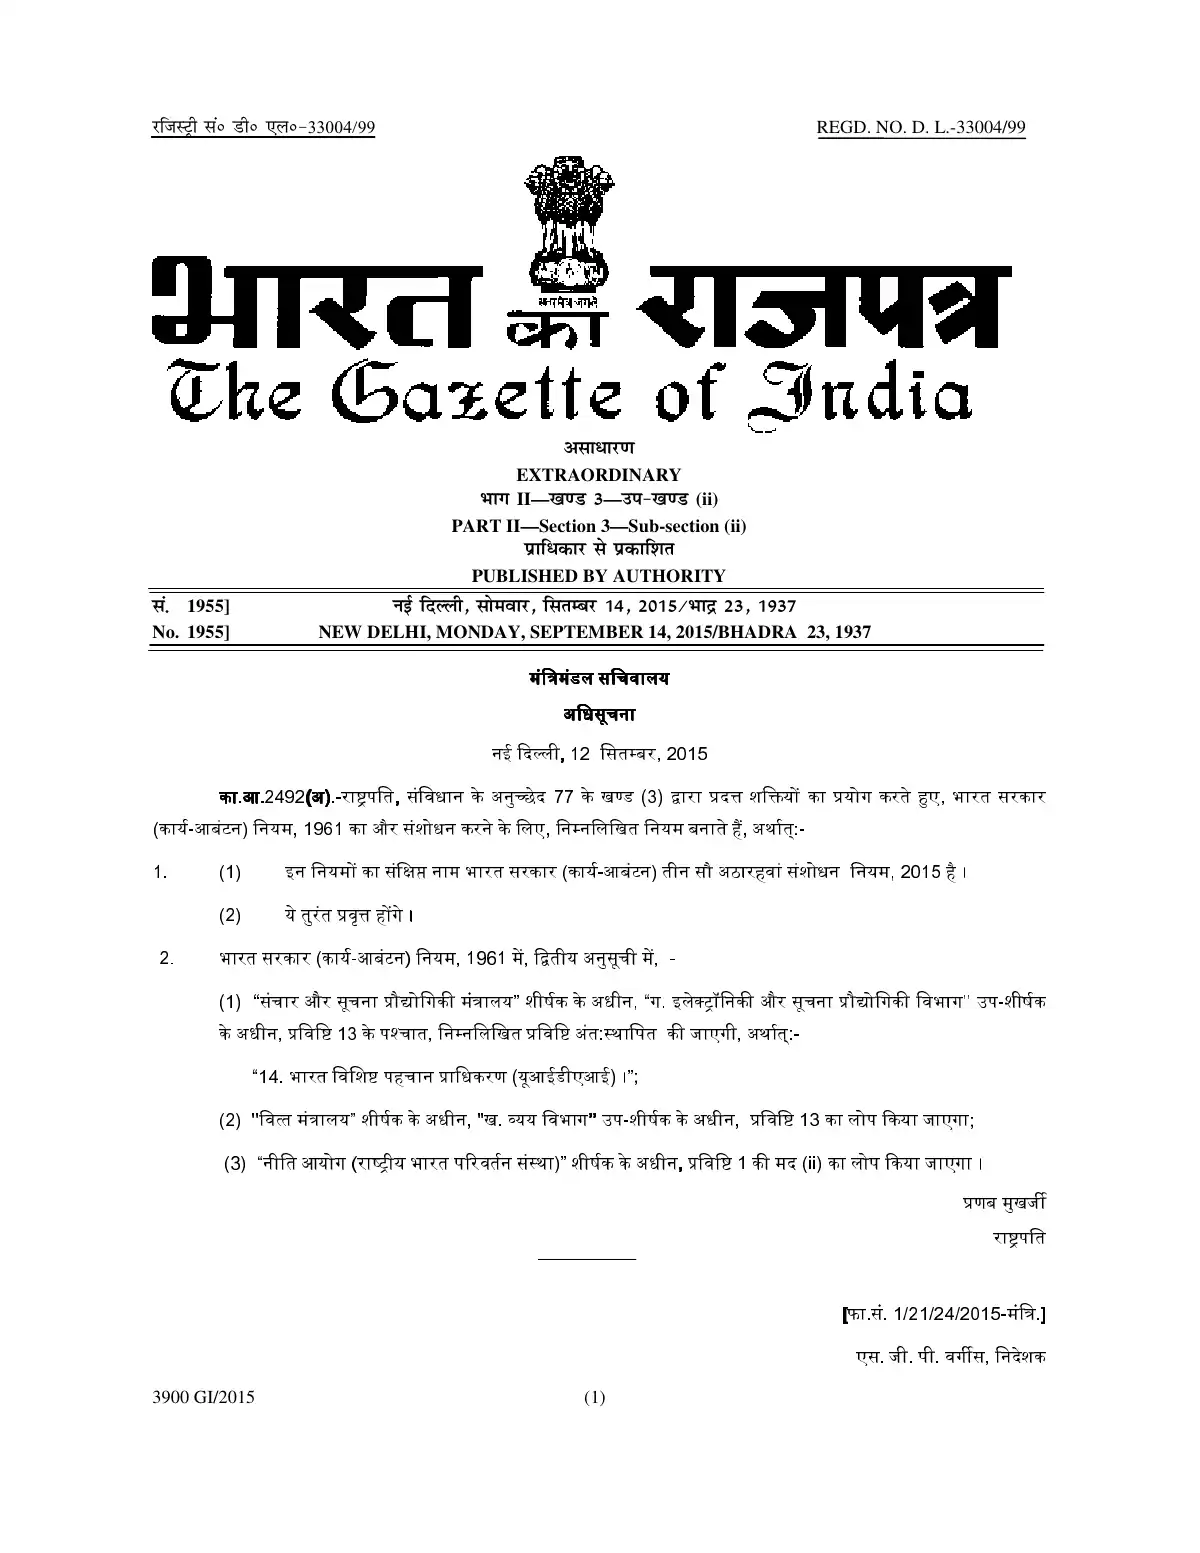 रजिस्ट्री सं० डी० एल०-33004/99 REGD. NO. D. L.-33004/99
सत्यमेव जयते
भारत का राजपत्र
The Gazette of India
असाधारण
EXTRAORDINARY
भाग II—खण्ड 3—उप-खण्ड (ii)
PART II—Section 3—Sub-section (ii)
प्राधिकार से प्रकाशित
PUBLISHED BY AUTHORITY
सं. 1955] नई दिल्ली, सोमवार, सितम्बर 14, 2015/भाद्र 23, 1937
No. 1955] NEW DELHI, MONDAY, SEPTEMBER 14, 2015/BHADRA 23, 1937
मंत्रिमंडल सचिवालय
अधिसूचना
नई दिल्ली, 12 सितम्बर, 2015
का.आ.2492(अ).-राष्ट्रपति, संविधान के अनुच्छेद 77 के खण्ड (3) द्वारा प्रदत्त शक्तियों का प्रयोग करते हुए, भारत सरकार
(कार्य-आबंटन) नियम, 1961 का और संशोधन करने के लिए, निम्नलिखित नियम बनाते हैं, अर्थात्:-
1. (1) इन नियमों का संक्षिप्त नाम भारत सरकार (कार्य-आबंटन) तीन सौ अठारहवां संशोधन नियम, 2015 है ।
(2) ये तुरंत प्रवृत्त होंगे ।
2. भारत सरकार (कार्य-आबंटन) नियम, 1961 में, द्वितीय अनुसूची में, -
(1) “संचार और सूचना प्रौद्योगिकी मंत्रालय” शीर्षक के अधीन, “ग. इलेक्ट्रॉनिकी और सूचना प्रौद्योगिकी विभाग'' उप-शीर्षक
के अधीन, प्रविष्टि 13 के पश्चात, निम्नलिखित प्रविष्टि अंत:स्थापित की जाएगी, अर्थात्:-
“14. भारत विशिष्ट पहचान प्राधिकरण (यूआईडीएआई) ।”;
(2) ''वित्त मंत्रालय” शीर्षक के अधीन, "ख. व्यय विभाग" उप-शीर्षक के अधीन, प्रविष्टि 13 का लोप किया जाएगा;
(3) “नीति आयोग (राष्ट्रीय भारत परिवर्तन संस्था)” शीर्षक के अधीन, प्रविष्टि 1 की मद (ii) का लोप किया जाएगा ।
प्रणब मुखर्जी
राष्ट्रपति
[फा.सं. 1/21/24/2015-मंत्रि.]
एस. जी. पी. वर्गीस, निदेशक
3900 GI/2015 (1)